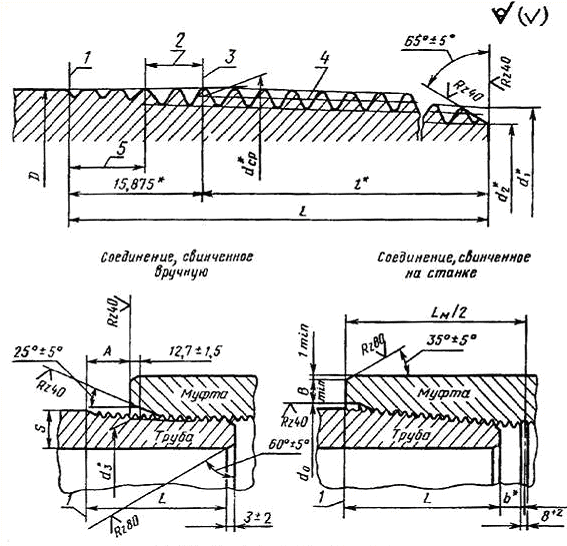 (√)
65°±5°
1
2
3
4
Rz40
Rz40
5
D
d*ср
15,875*
l*
d*2
d*1
L
Соединение, свинченное
вручную
Соединение, свинченное
на станке
Rz40
A
12,7±1,5
25°±5°
Rz40
Муфта
S
Труба
60°±5°
d*3
1
L
Rz80
3±2
Lм/2
1 min
Rz80
35°±5°
B
min
Муфта
Rz40
Труба
d0
1
L
b*
8+2